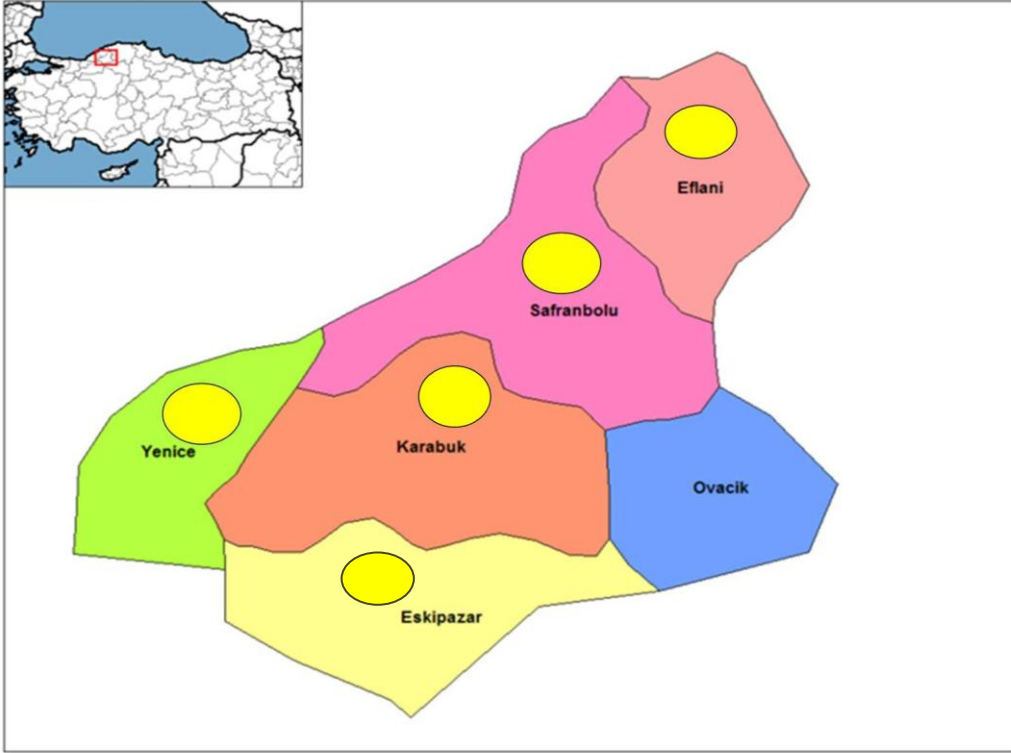 Eflani
Safranbolu
Karabuk
Yenice
Ovacik
Eskipazar